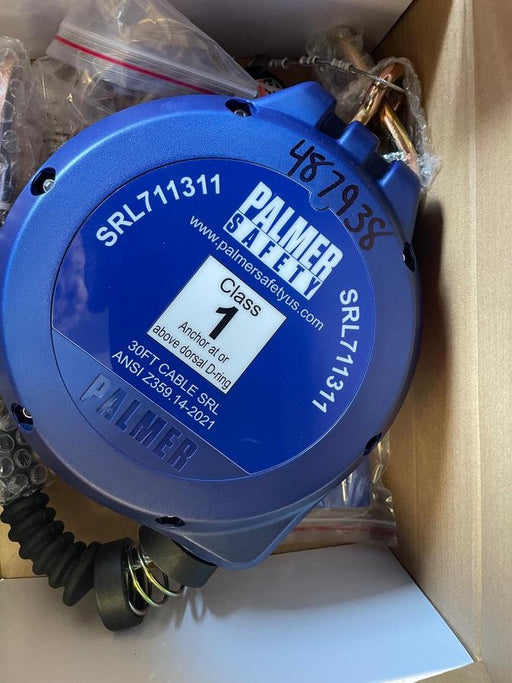 487938
SRL711311
PALMER
SAFETY
www.palmersafetyus.com
SRL711311
Class
1
Anchor at or
above dorsal D-ring
30FT CABLE SRL
ANSI Z359.14-2021
PALMER